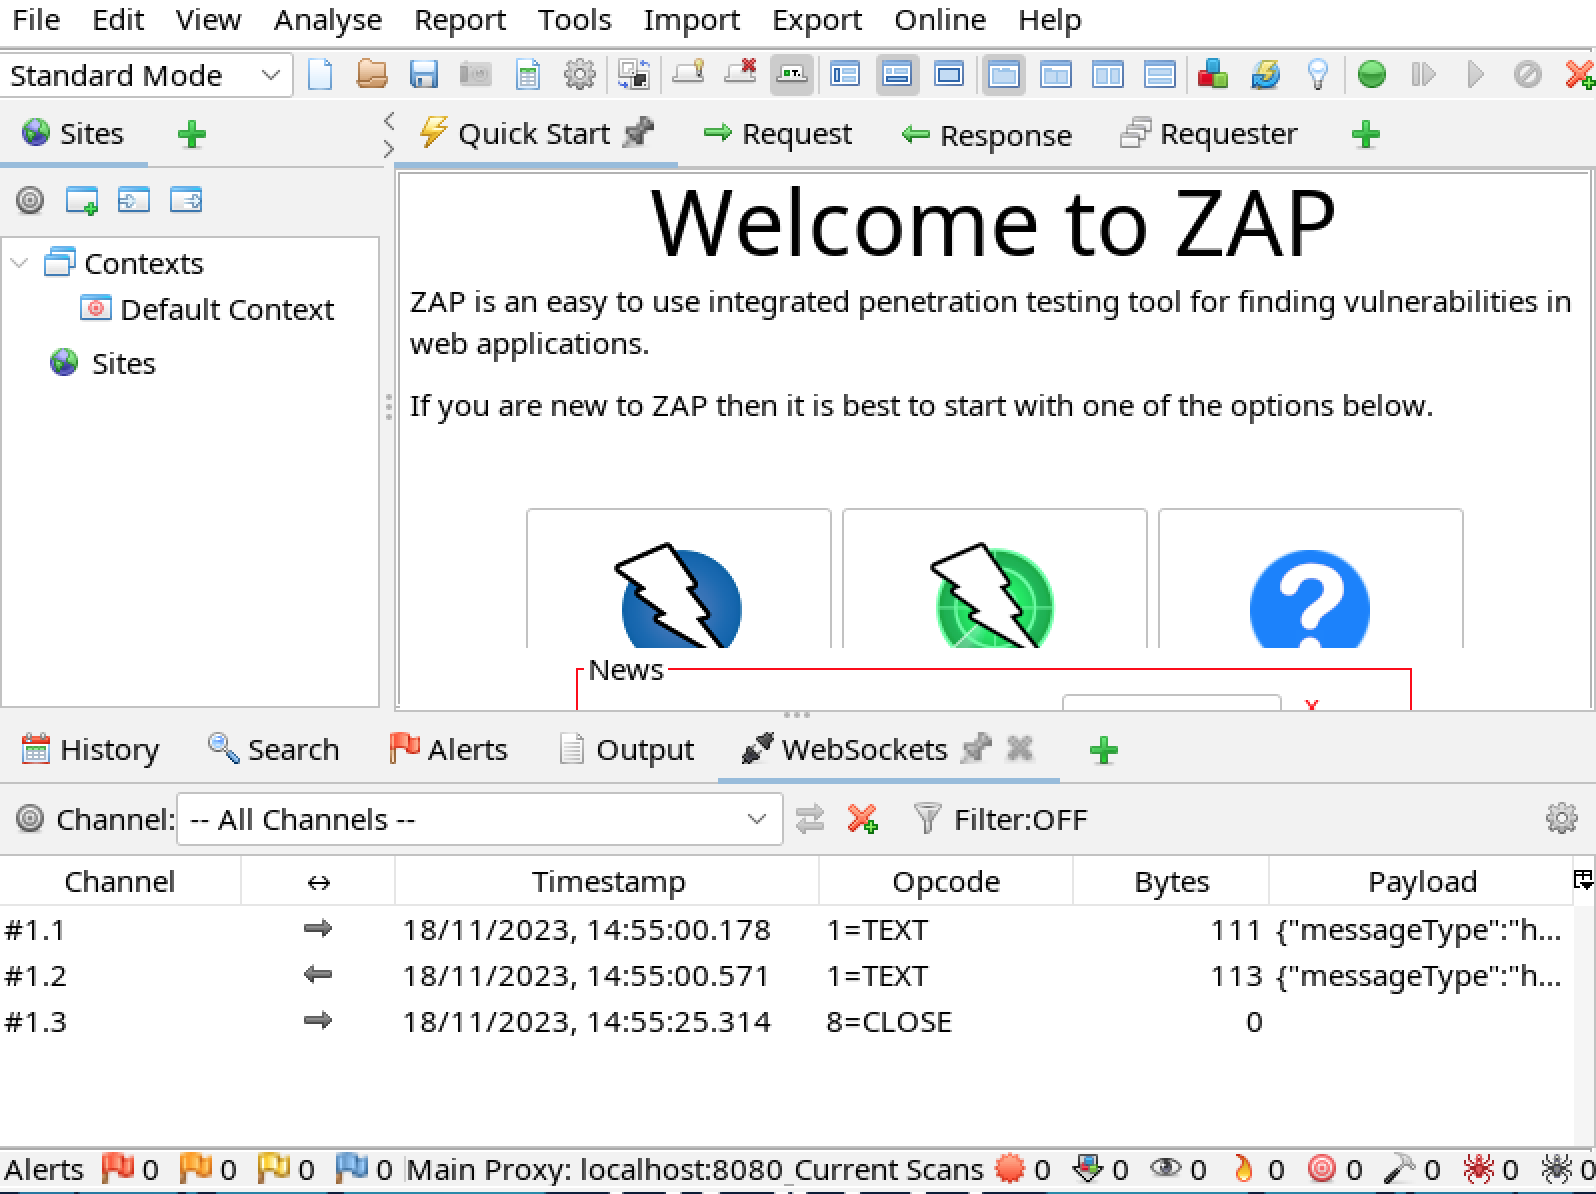 File Edit View Analyse Report Tools Import Export Online Help
Standard Mode
Sites
Quick Start Request Response Requester
Contexts
Default Context
Sites
Welcome to ZAP
ZAP is an easy to use integrated penetration testing tool for finding vulnerabilities in
web applications.
If you are new to ZAP then it is best to start with one of the options below.
News
History Search Alerts Output WebSockets
Channel: -- All Channels -- Filter:OFF
Channel ↔ Timestamp Opcode Bytes Payload
#1.1 → 18/11/2023, 14:55:00.178 1=TEXT 111 {"messageType":"h...
#1.2 ← 18/11/2023, 14:55:00.571 1=TEXT 113 {"messageType":"h...
#1.3 → 18/11/2023, 14:55:25.314 8=CLOSE 0
Alerts 0 0 0 0 Main Proxy: localhost:8080 Current Scans 0 0 0 0 0 0 0 0